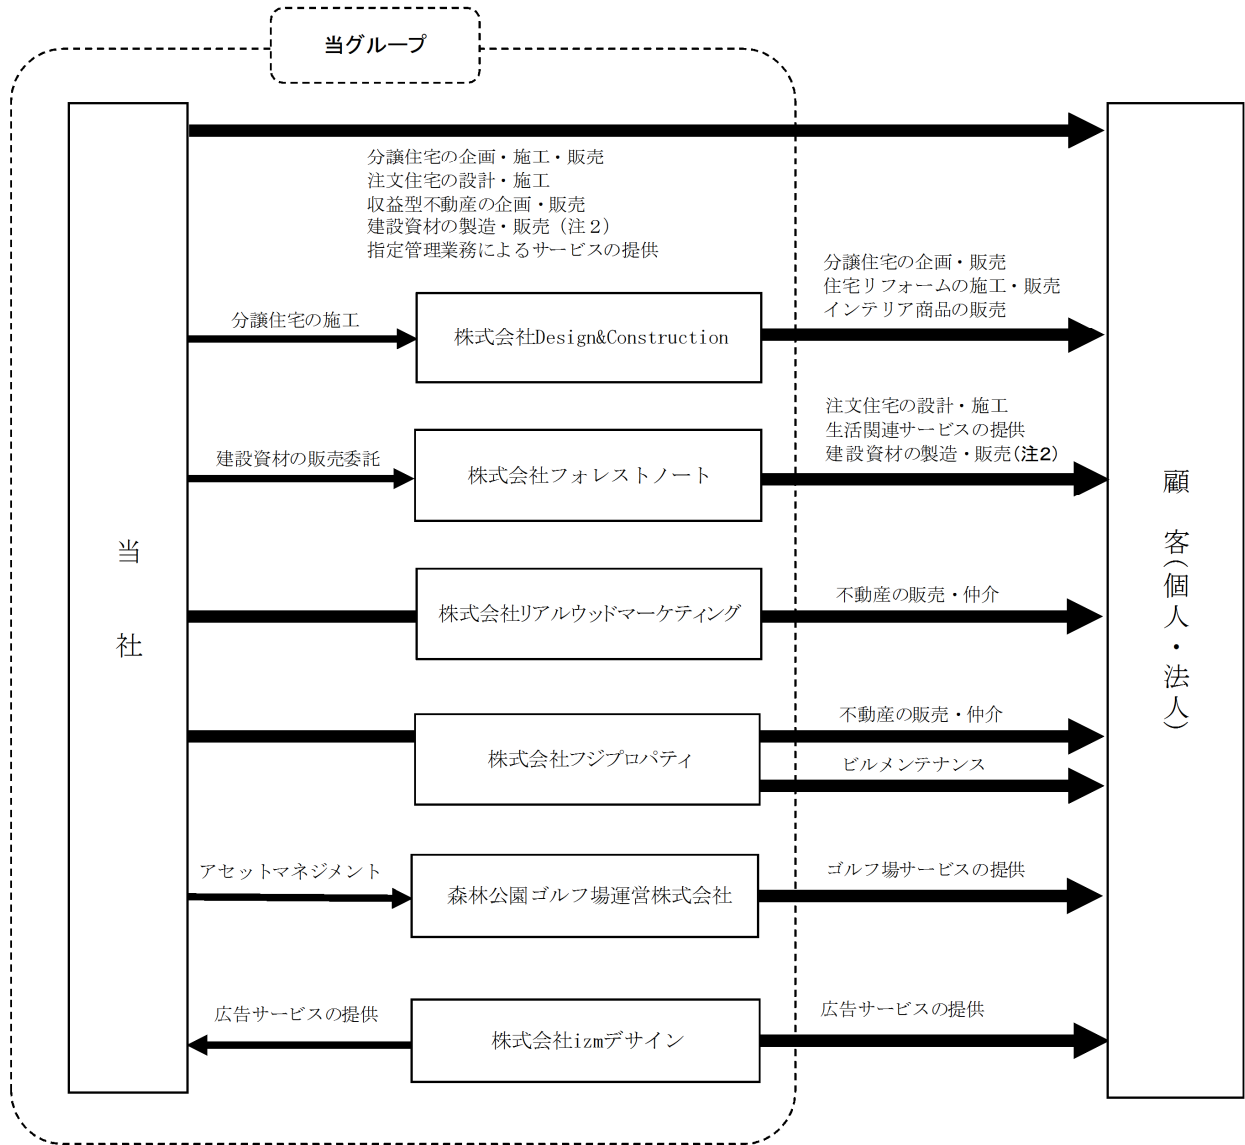 当グループ
分譲住宅の企画・施工・販売
注文住宅の設計・施工
収益型不動産の企画・販売
建設資材の製造・販売（注２）
指定管理業務によるサービスの提供
分譲住宅の企画・販売
住宅リフォームの施工・販売
インテリア商品の販売
分譲住宅の施工
株式会社Design&Construction
注文住宅の設計・施工
生活関連サービスの提供
建設資材の製造・販売(注2)
建設資材の販売委託
株式会社フォレストノート
当社
顧客(個人・法人)
株式会社リアルウッドマーケティング
不動産の販売・仲介
株式会社フジプロパティ
不動産の販売・仲介
ビルメンテナンス
アセットマネジメント
森林公園ゴルフ場運営株式会社
ゴルフ場サービスの提供
広告サービスの提供
株式会社izmデサイン
広告サービスの提供